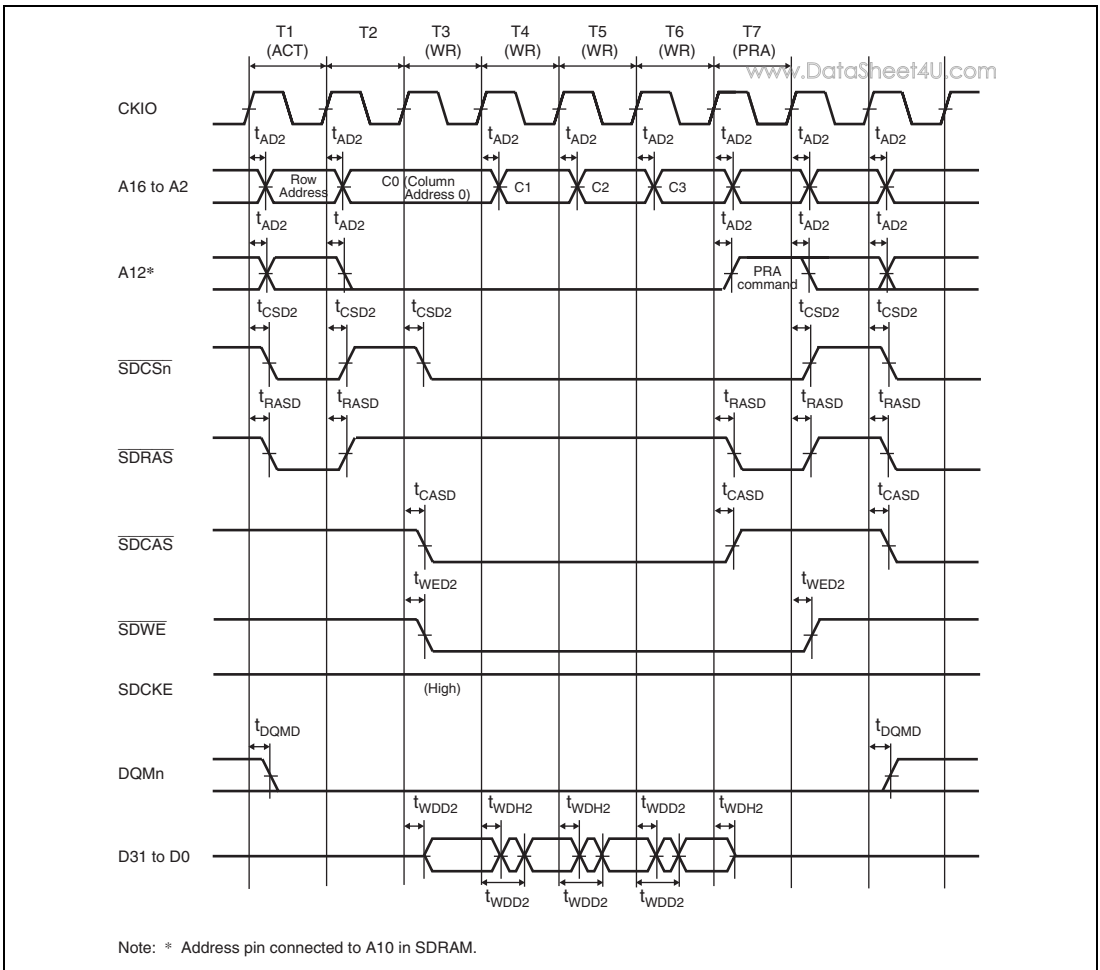 T1 T2 T3 T4 T5 T6 T7
(ACT) (WR) (WR) (WR) (WR) (PRA)
www.DataSheet4U.com
CKIO
tAD2 tAD2 tAD2 tAD2 tAD2 tAD2 tAD2 tAD2
A16 to A2 Row Address C0 (Column Address 0) C1 C2 C3
tAD2 tAD2 tAD2 tAD2 tAD2
A12* PRA command
tCSD2 tCSD2 tCSD2 tCSD2 tCSD2
SDCSn
tRASD tRASD tRASD tRASD tRASD
SDRAS
tCASD tCASD tCASD
SDCAS
tWED2 tWED2
SDWE
SDCKE (High)
tDQMD tDQMD
DQMn
tWDD2 tWDH2 tWDH2 tWDD2 tWDH2
D31 to D0
tWDD2 tWDD2 tWDD2
Note: * Address pin connected to A10 in SDRAM.